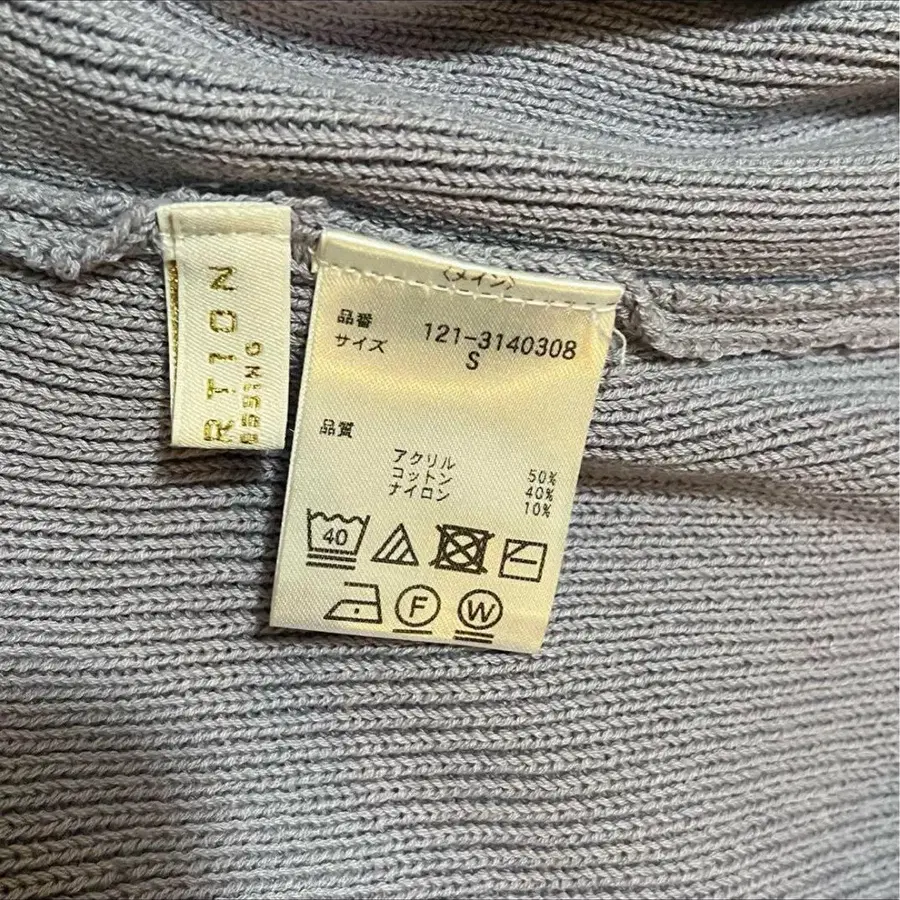 RTION
〈メイン〉
品番 121-3140308
サイズ S
品質
アクリル 50%
コットン 40%
ナイロン 10%
40
F W